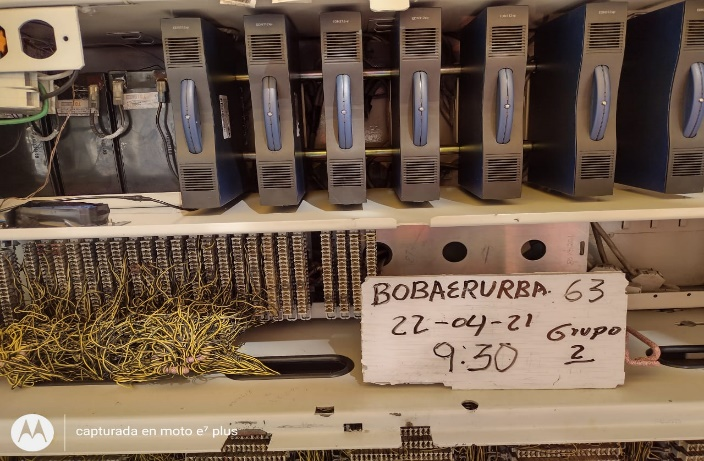 BOBAERURBA. 63
22-04-21
Grupo
9:30
2
capturada en moto e⁷ plus